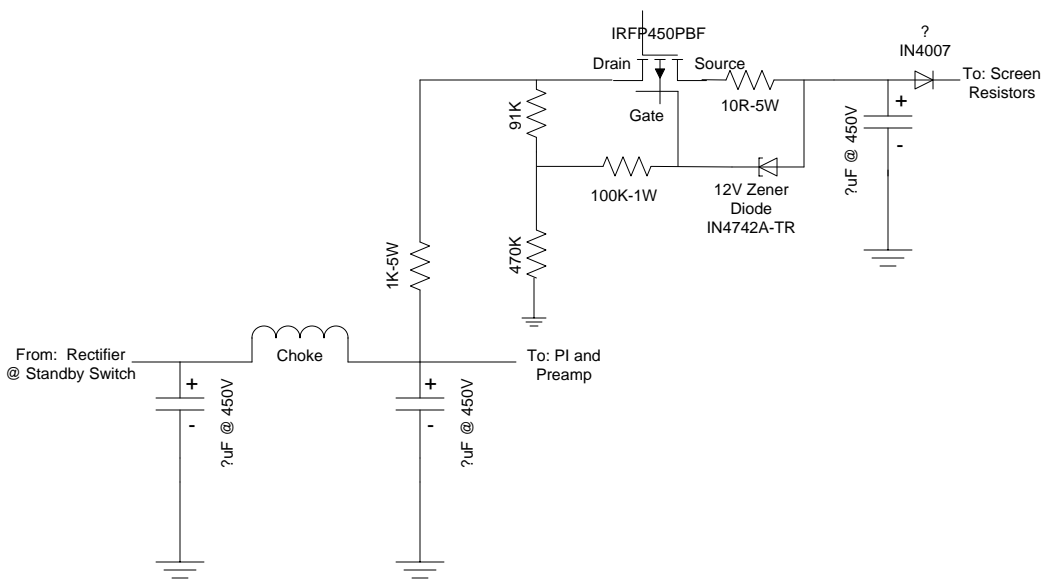 IRFP450PBF
?
IN4007
Drain
Source
To: Screen
Resistors
10R-5W
+
-
?uF @ 450V
91K
Gate
100K-1W
12V Zener
Diode
IN4742A-TR
470K
1K-5W
From:  Rectifier
@ Standby Switch
Choke
To: PI and
Preamp
+
-
?uF @ 450V
+
-
?uF @ 450V